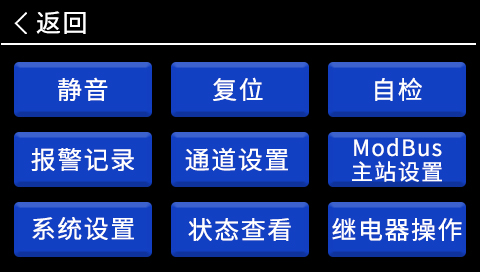 返回
静音
复位
自检
报警记录
通道设置
ModBus
主站设置
系统设置
状态查看
继电器操作